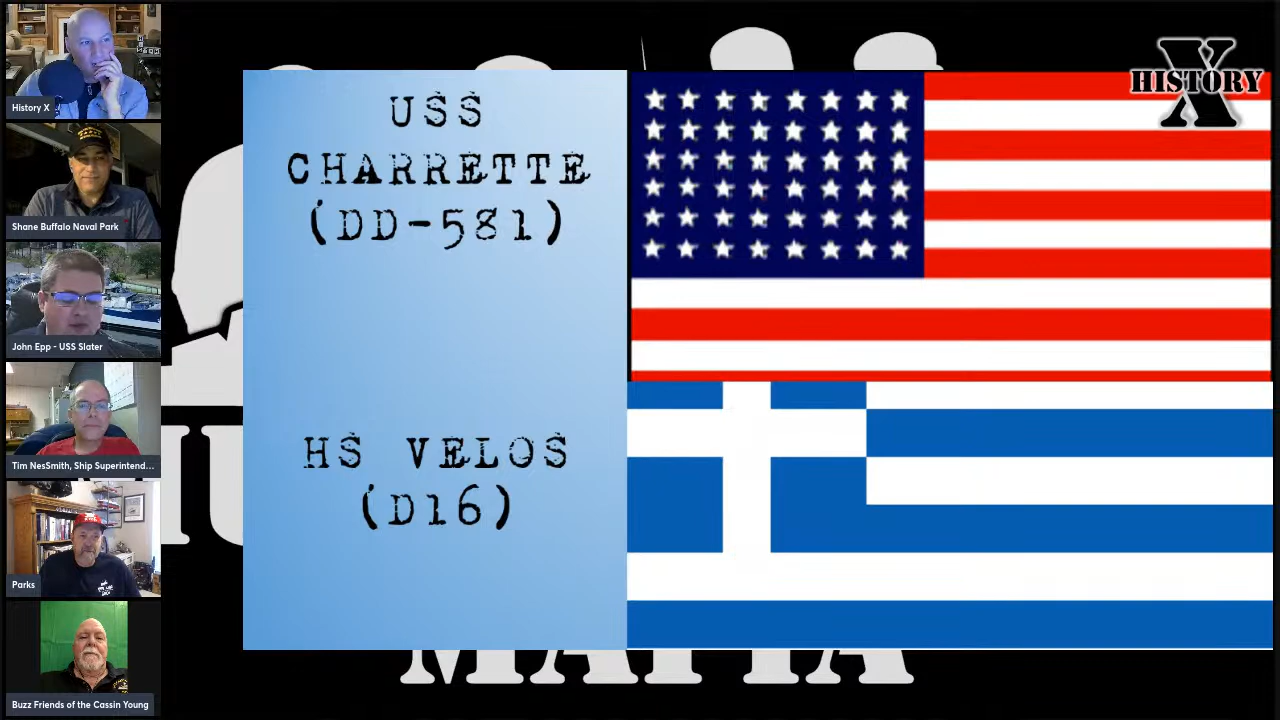 History X
Shane Buffalo Naval Park
John Epp - USS Slater
Tim NesSmith, Ship Superintend...
Parks
Buzz Friends of the Cassin Young
USS
CHARRETTE
(DD-581)
HS VELOS
(D16)
X
HISTORY
MAFIA